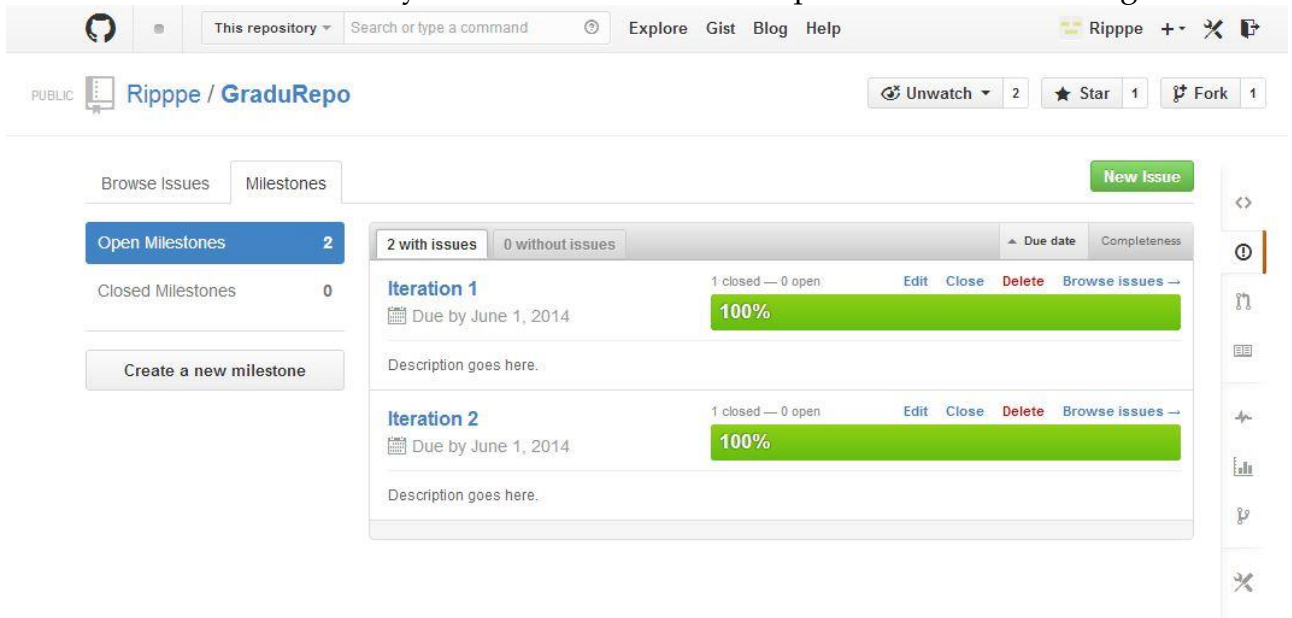 This repository Search or type a command Explore Gist Blog Help Ripppe
PUBLIC Ripppe / GraduRepo Unwatch 2 Star 1 Fork 1
Browse Issues Milestones New Issue
Open Milestones 2
Closed Milestones 0
Create a new milestone
2 with issues 0 without issues Due date Completeness
Iteration 1 1 closed — 0 open Edit Close Delete Browse issues →
Due by June 1, 2014 100%
Description goes here.
Iteration 2 1 closed — 0 open Edit Close Delete Browse issues →
Due by June 1, 2014 100%
Description goes here.